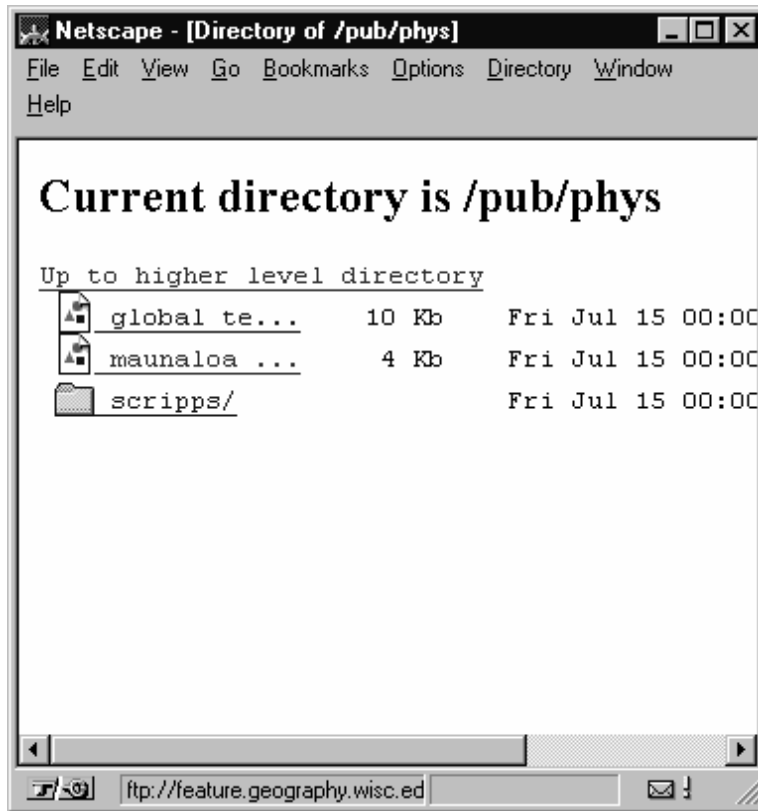 Netscape - [Directory of /pub/phys]
File Edit View Go Bookmarks Options Directory Window
Help
Current directory is /pub/phys
Up to higher level directory
global te... 10 Kb Fri Jul 15 00:00
maunaloa ... 4 Kb Fri Jul 15 00:00
scripps/ Fri Jul 15 00:00
ftp://feature.geography.wisc.ed